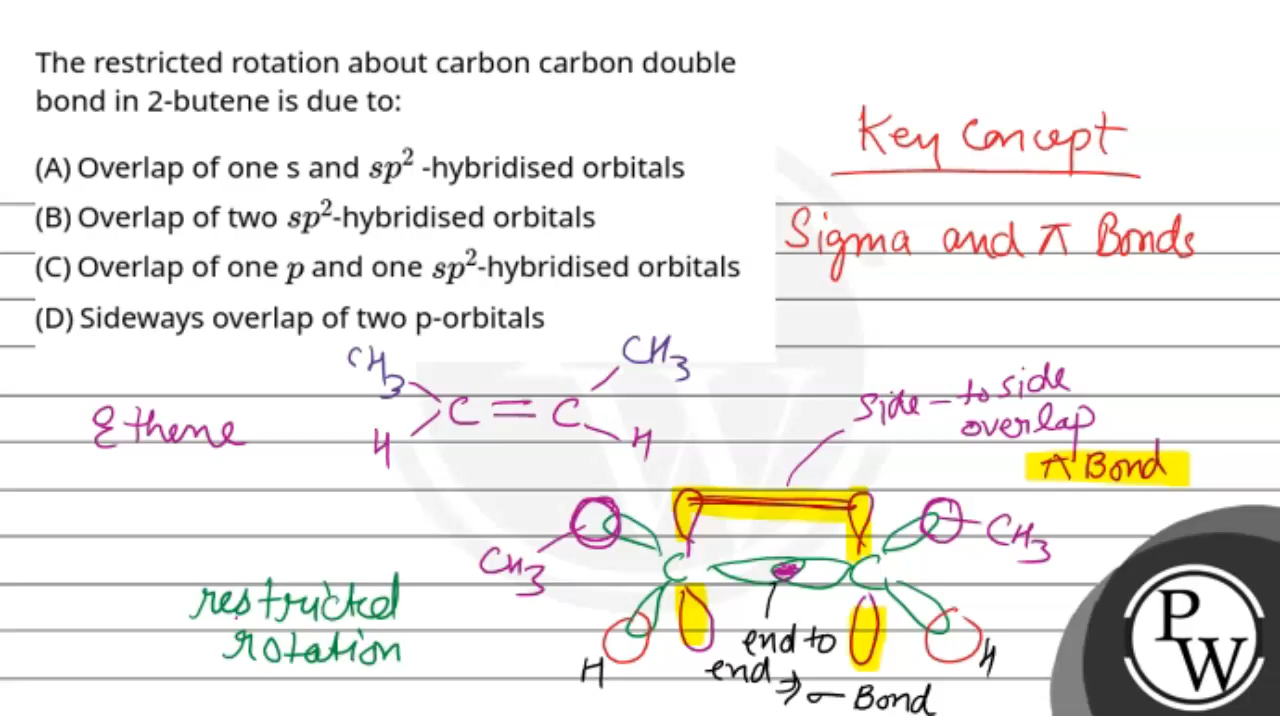 The restricted rotation about carbon carbon double
bond in 2-butene is due to:
(A) Overlap of one s and sp² -hybridised orbitals
(B) Overlap of two sp²-hybridised orbitals
(C) Overlap of one p and one sp²-hybridised orbitals
(D) Sideways overlap of two p-orbitals
Key Concept
Sigma and π Bonds
CH₃ CH₃
Ethene
C = C
H H
Side-to side
overlap
π Bond
CH₃ C C CH₃
restricted
rotation
H H
end to
end ⇒ σ- Bond
P
W